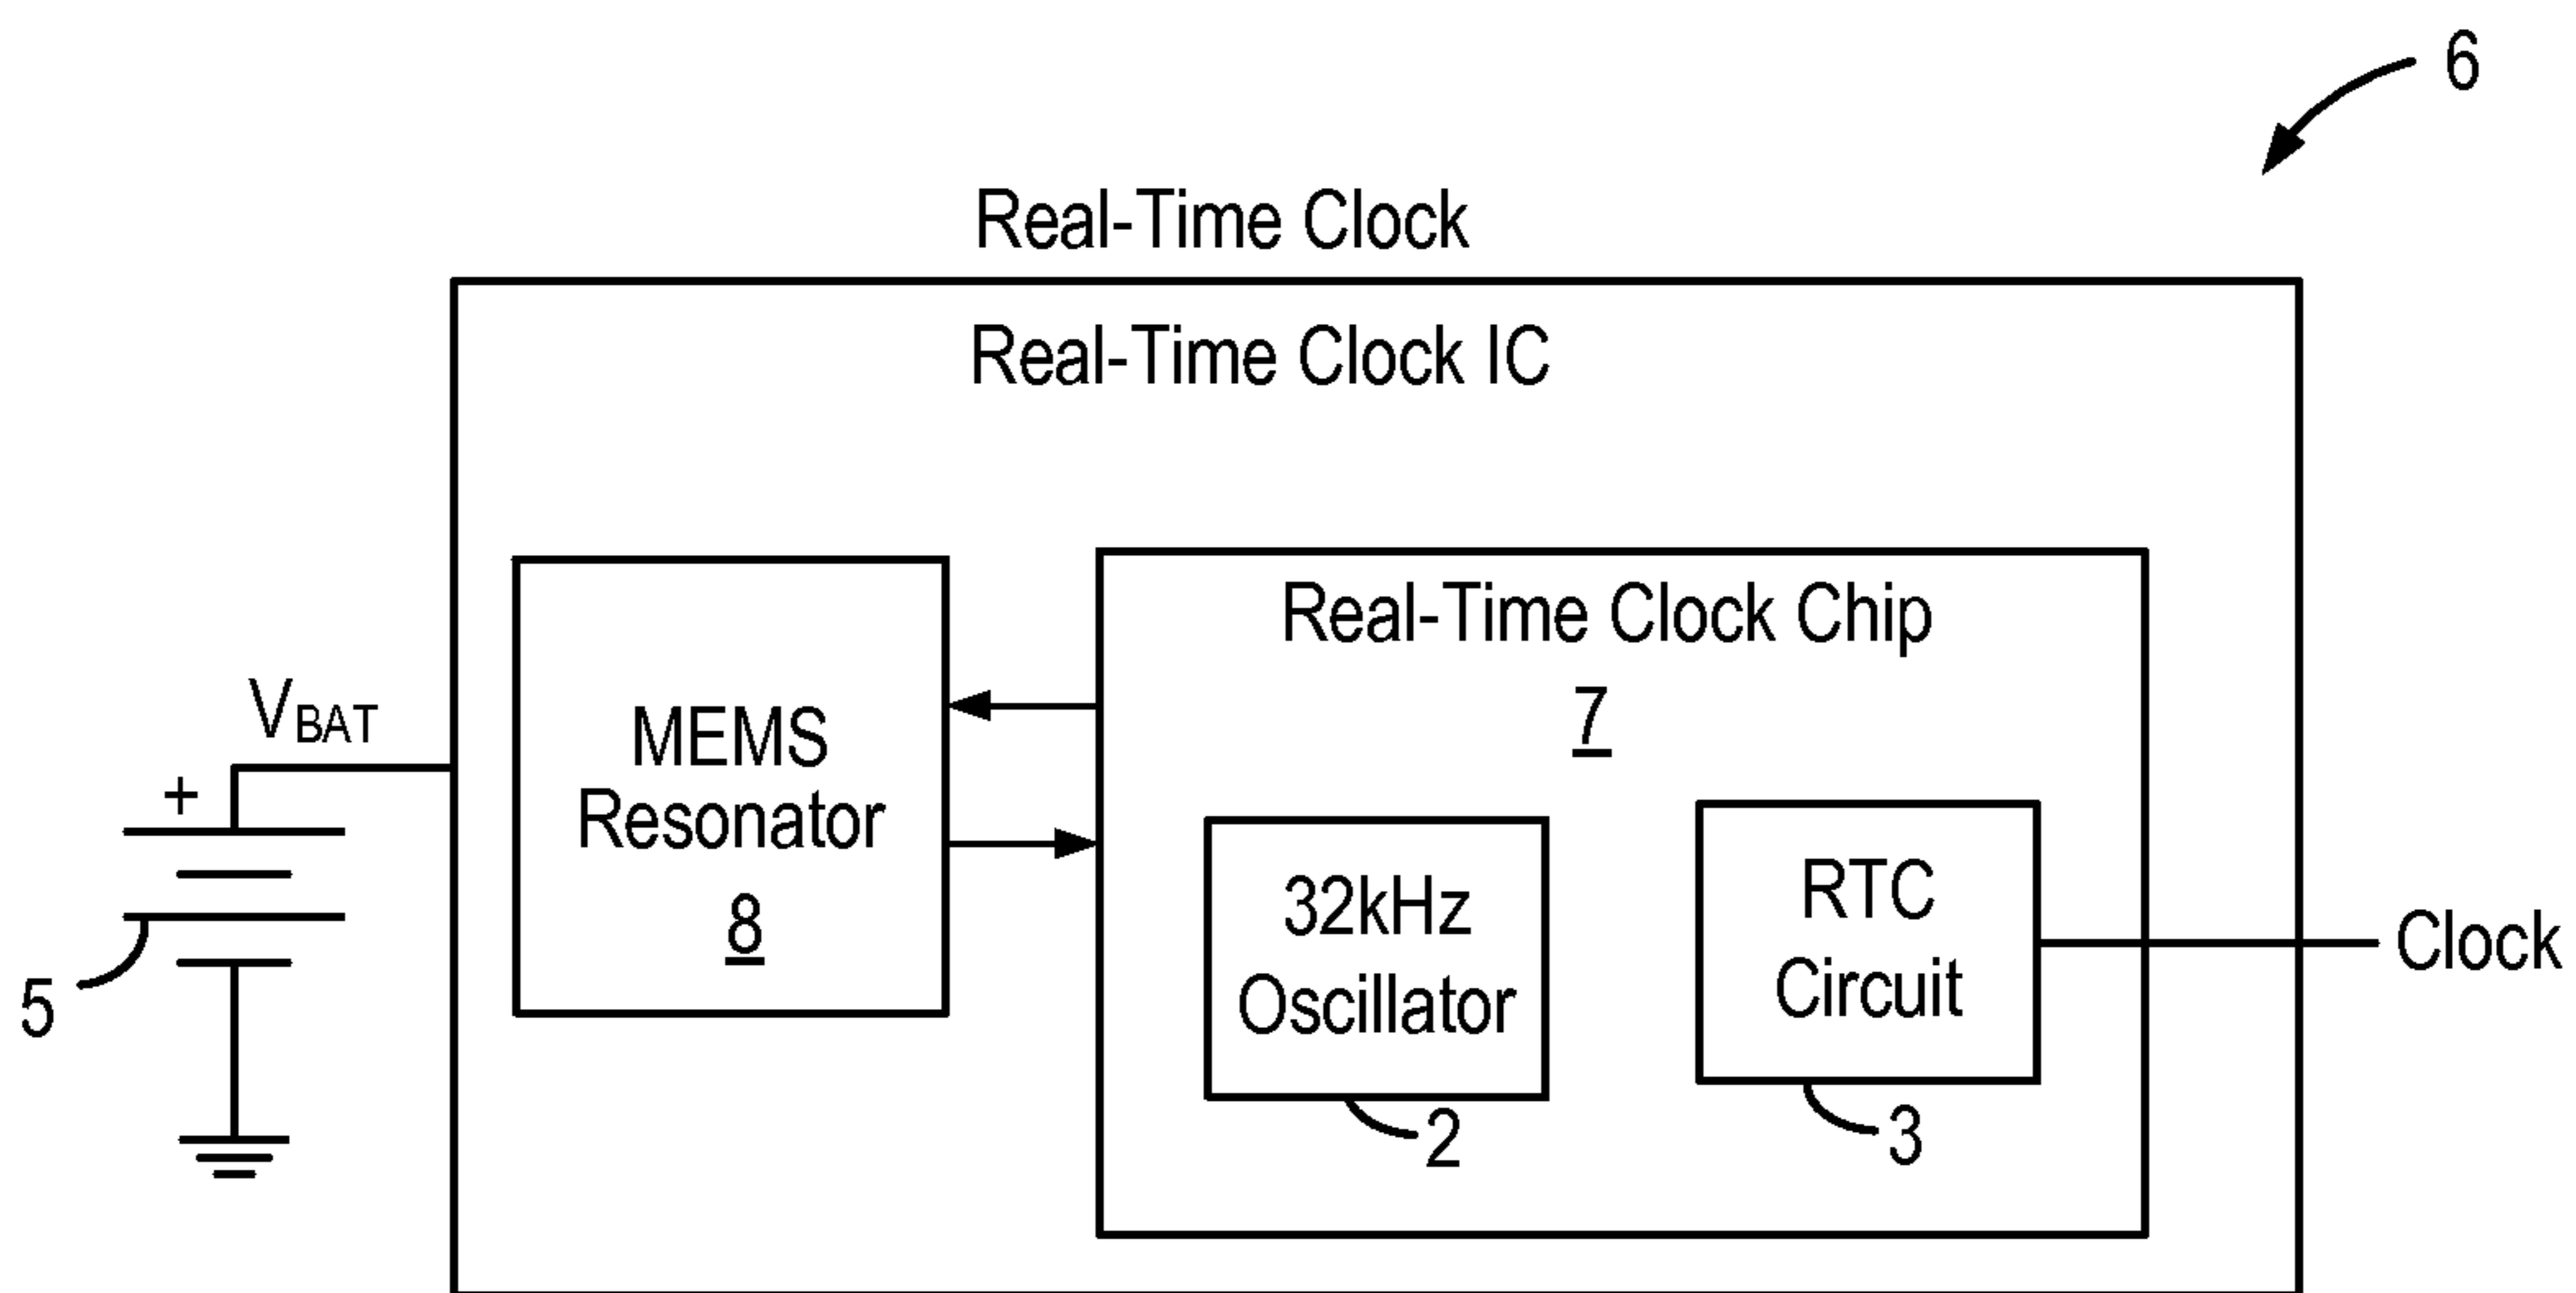 6
Real-Time Clock
Real-Time Clock IC
Real-Time Clock Chip
7
VBAT
+
MEMS
Resonator
8
32kHz
Oscillator
2
RTC
Circuit
3
Clock
5